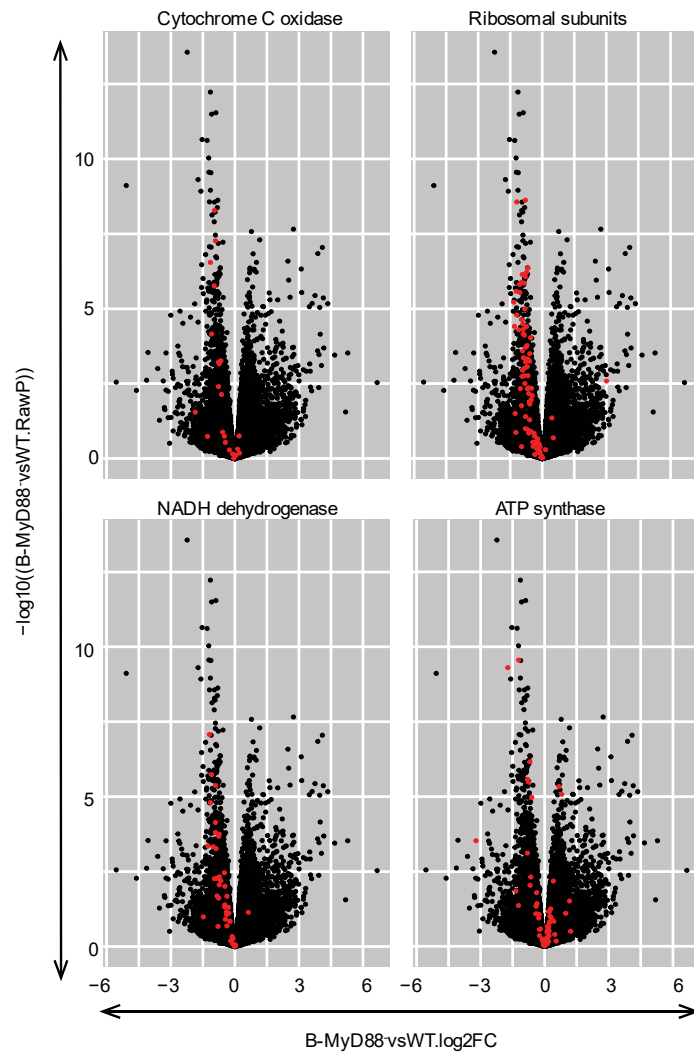 Cytochrome C oxidase
Ribosomal subunits
10
5
0
NADH dehydrogenase
ATP synthase
10
5
0
−log10((B-MyD88-vsWT.RawP))
−6 −3 0 3 6 −6 −3 0 3 6
B-MyD88-vsWT.log2FC